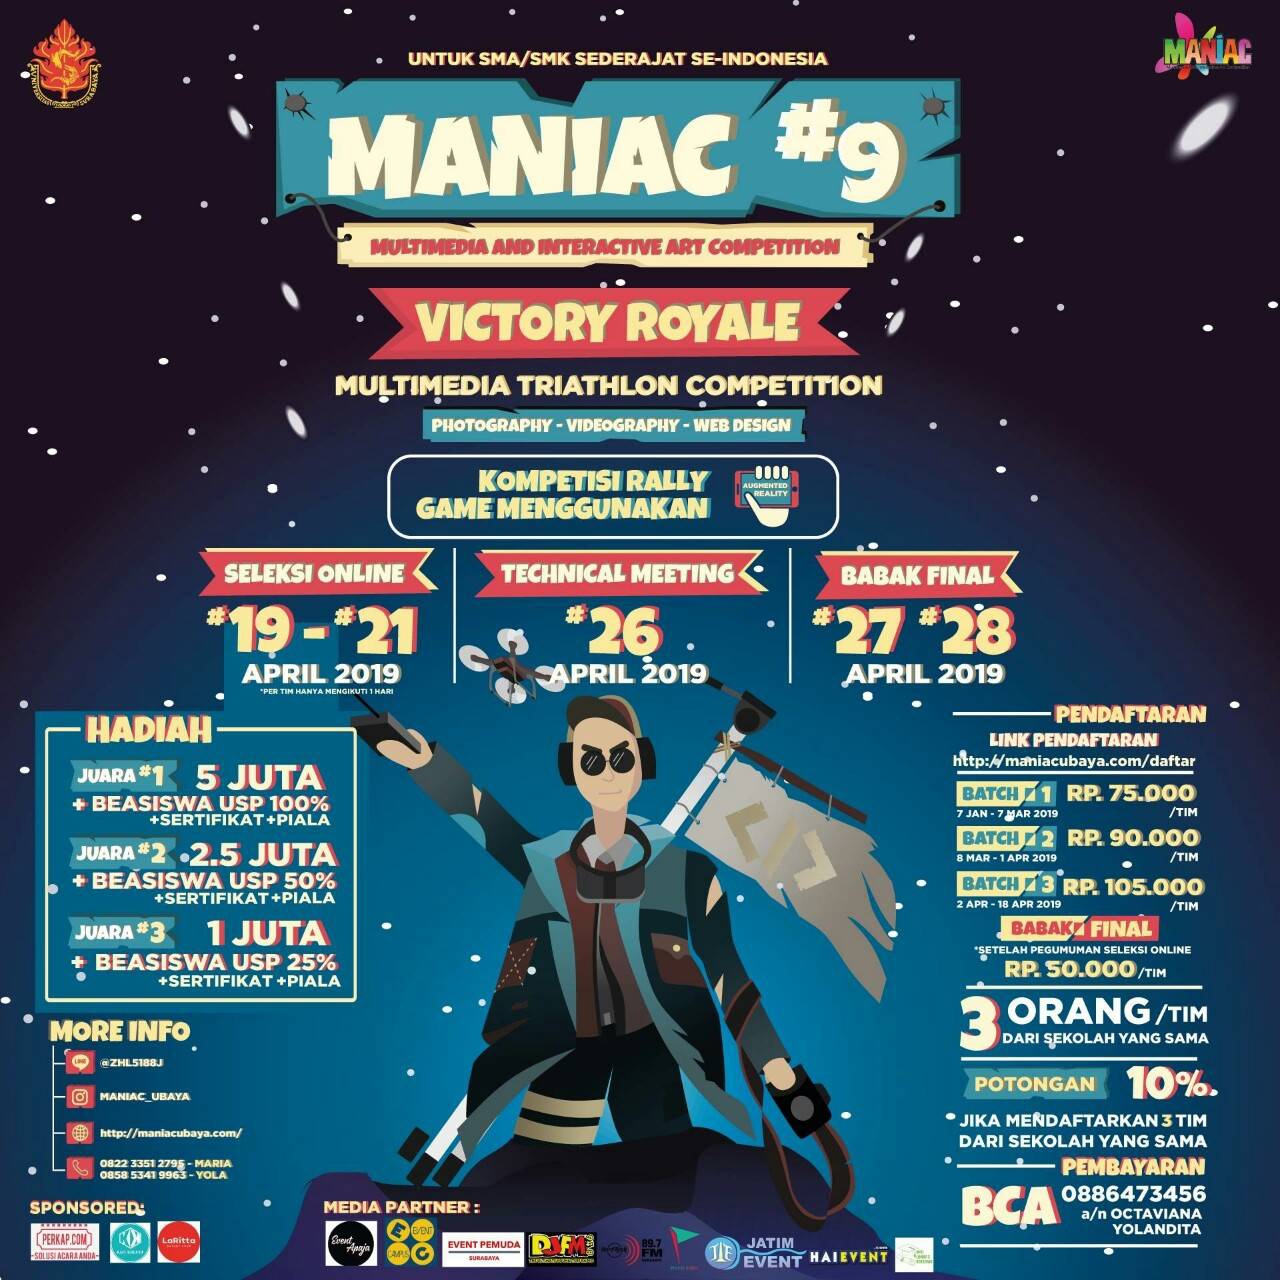 UNTUK SMA/SMK SEDERAJAT SE-INDONESIA
MANIAC
MANIAC #9
MULTIMEDIA AND INTERACTIVE ART COMPETITION
VICTORY ROYALE
MULTIMEDIA TRIATHLON COMPETITION
PHOTOGRAPHY - VIDEOGRAPHY - WEB DESIGN
KOMPETISI RALLY
GAME MENGGUNAKAN
AUGMENTED
REALITY
SELEKSI ONLINE
#19 - #21
APRIL 2019
*PER TIM HANYA MENGIKUTI 1 HARI
TECHNICAL MEETING
#26
APRIL 2019
BABAK FINAL
#27 #28
APRIL 2019
HADIAH
JUARA #1 5 JUTA
+ BEASISWA USP 100%
+SERTIFIKAT +PIALA
JUARA #2 2.5 JUTA
+ BEASISWA USP 50%
+SERTIFIKAT +PIALA
JUARA #3 1 JUTA
+ BEASISWA USP 25%
+SERTIFIKAT +PIALA
MORE INFO
@ZHL5188J
MANIAC_UBAYA
http://maniacubaya.com/
0822 3351 2795 - MARIA
0858 5341 9963 - YOLA
PENDAFTARAN
LINK PENDAFTARAN
http://maniacubaya.com/daftar
BATCH 1 RP. 75.000
7 JAN - 7 MAR 2019 /TIM
BATCH 2 RP. 90.000
8 MAR - 1 APR 2019 /TIM
BATCH 3 RP. 105.000
2 APR - 18 APR 2019 /TIM
BABAK FINAL
*SETELAH PEGUMUMAN SELEKSI ONLINE
RP. 50.000/TIM
3 ORANG /TIM
DARI SEKOLAH YANG SAMA
POTONGAN 10%
JIKA MENDAFTARKAN 3 TIM
DARI SEKOLAH YANG SAMA
PEMBAYARAN
BCA 0886473456
a/n OCTAVIANA
YOLANDITA
SPONSORED:
PERKAP.COM
-SOLUSI ACARA ANDA-
LaRitta
MEDIA PARTNER :
Event
Apaja
EVENT
CAMPUS
EVENT PEMUDA
SURABAYA
DJFM
89.7
FM
JATIM
EVENT
HAIEVENT